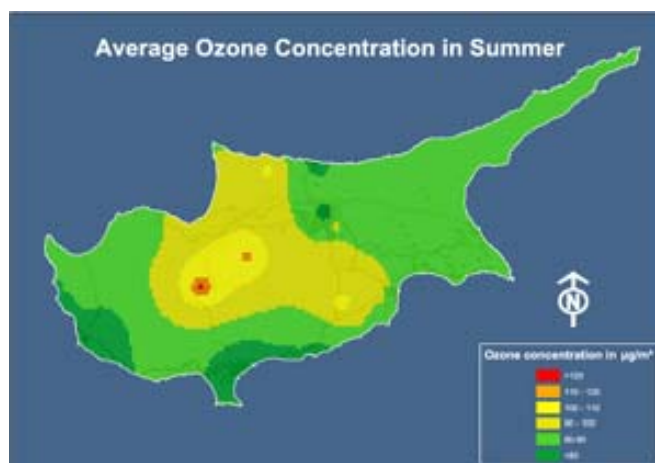 Average Ozone Concentration in Summer
N
Ozone concentration in µg/m³
>120
110 - 120
100 - 110
90 - 100
80-90
<80